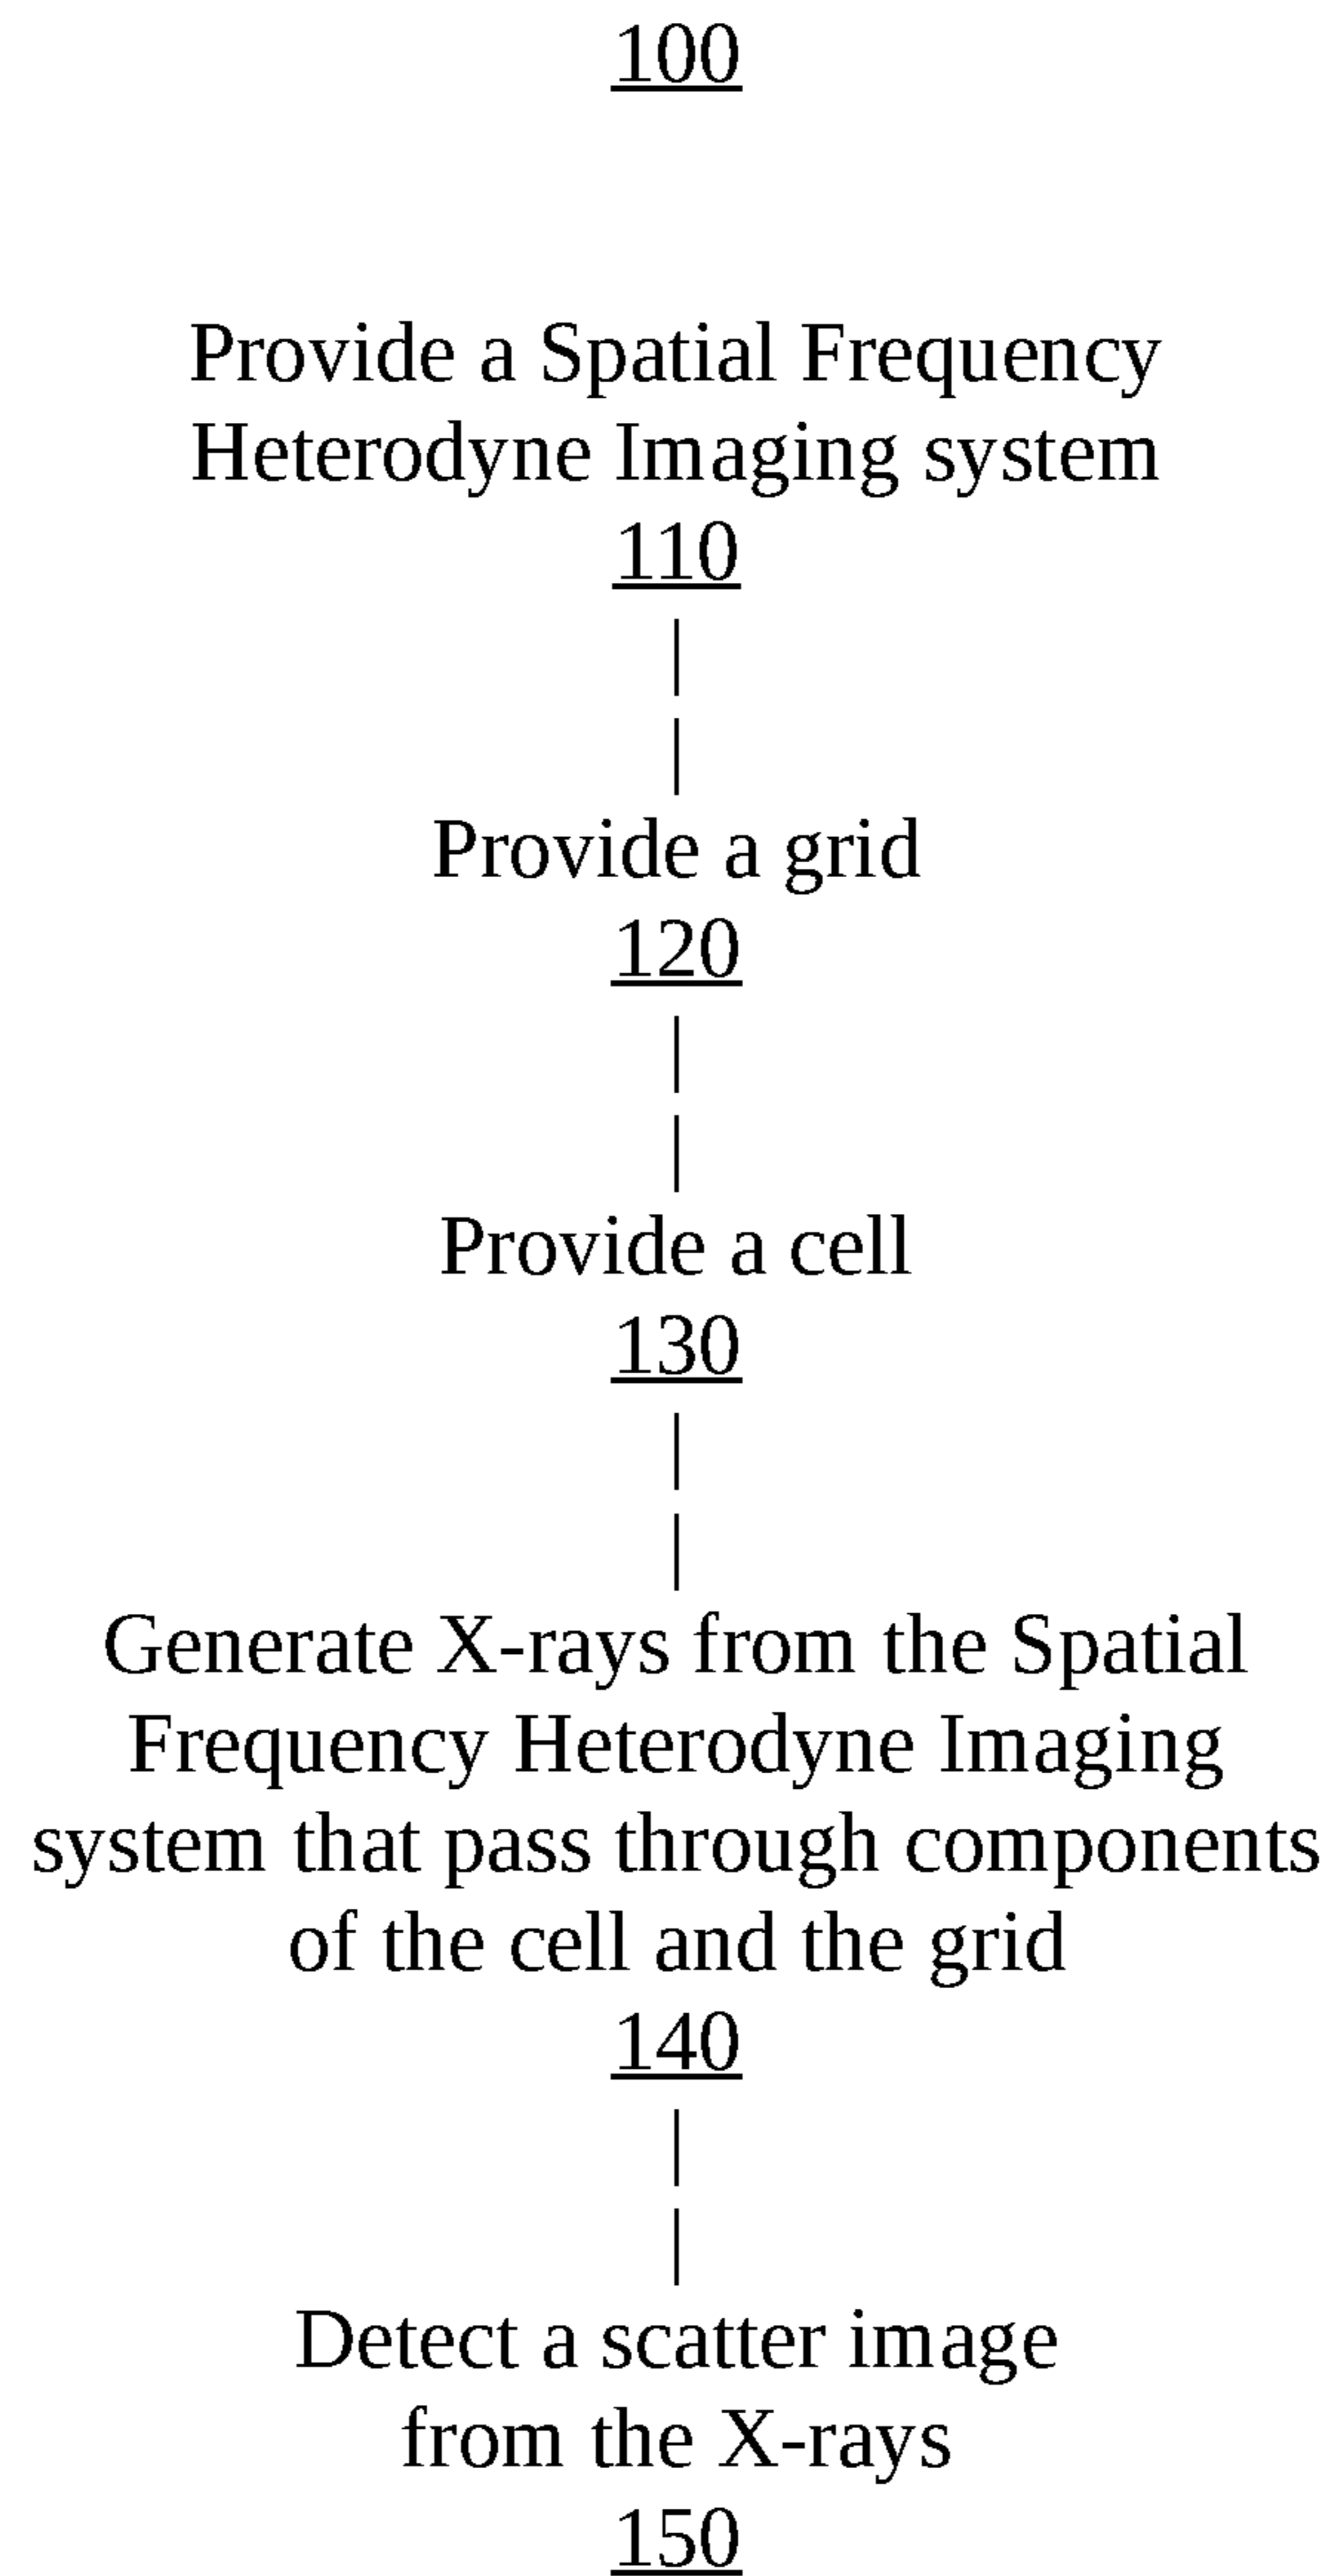 100
Provide a Spatial Frequency
Heterodyne Imaging system
110
Provide a grid
120
Provide a cell
130
Generate X-rays from the Spatial
Frequency Heterodyne Imaging
system that pass through components
of the cell and the grid
140
Detect a scatter image
from the X-rays
150